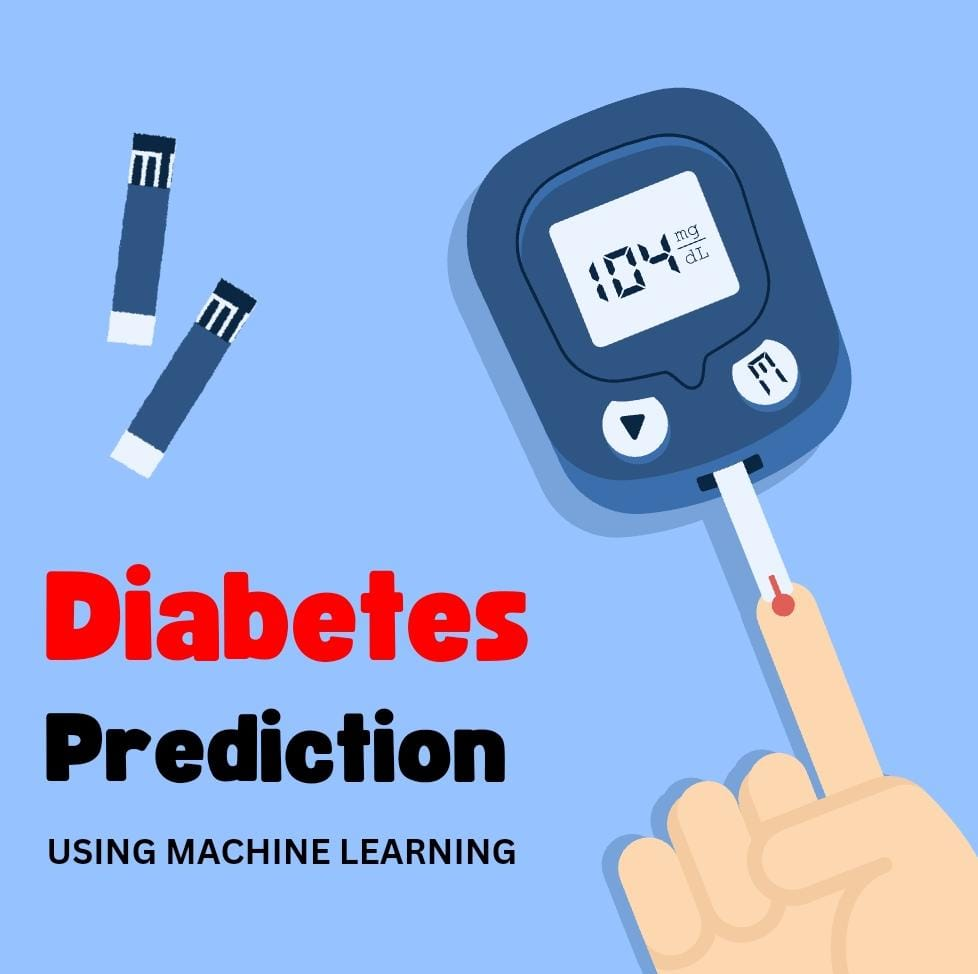 104 mg
dL
Diabetes
Prediction
USING MACHINE LEARNING